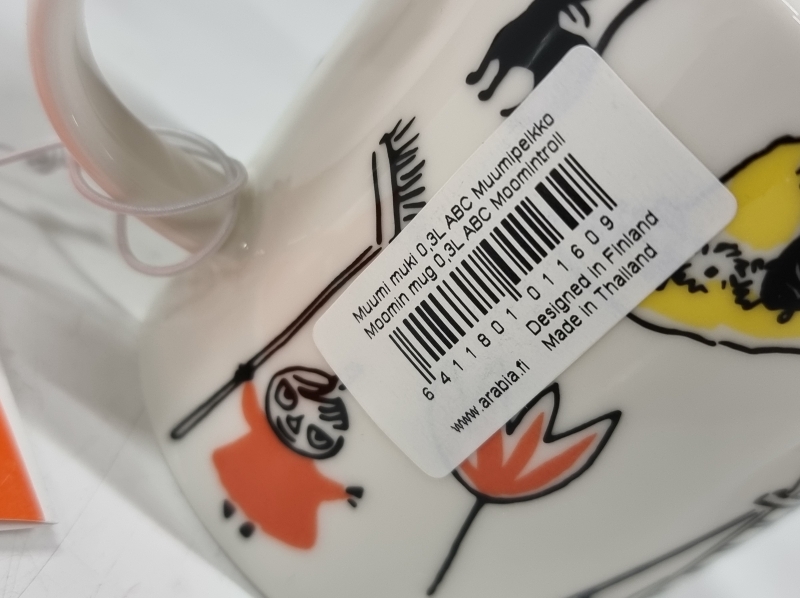 Muumi muki 0,3L ABC Muumipeikko
Moomin mug 0,3L ABC Moomintroll
6 411801 011609
Designed in Finland
www.arabia.fi Made in Thailand